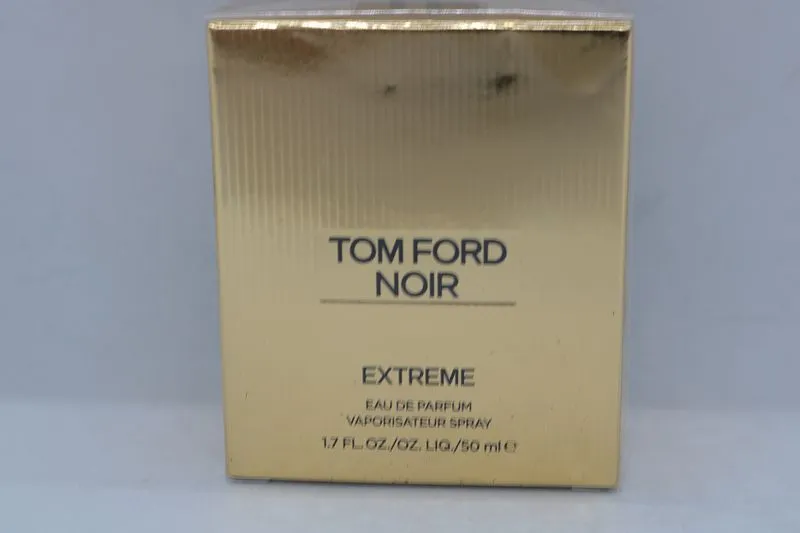 TOM FORD
NOIR
EXTREME
EAU DE PARFUM
VAPORISATEUR SPRAY
1.7 FL.OZ./OZ. LIQ./50 ml ℮